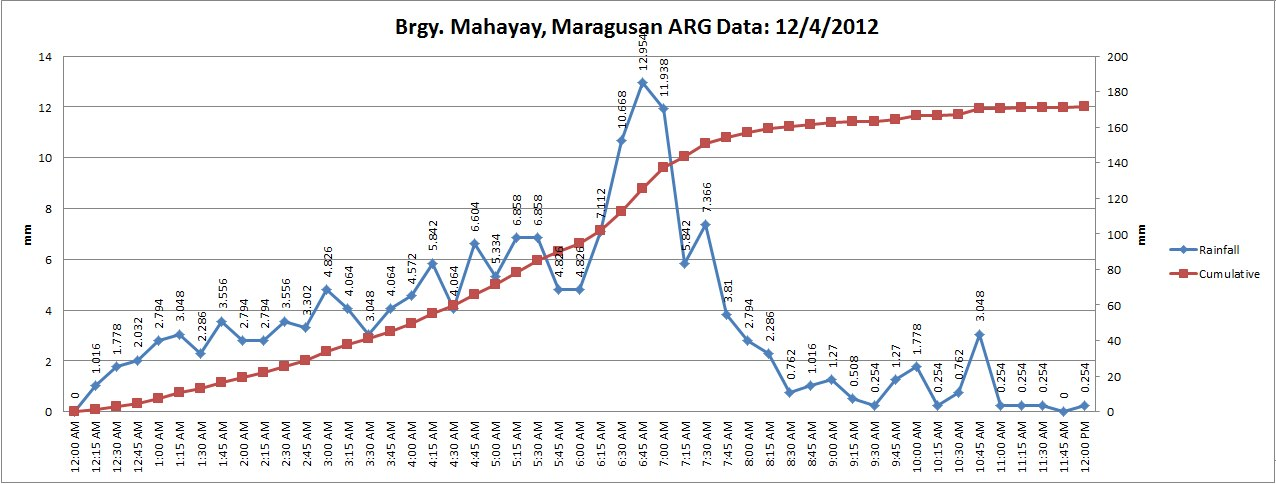 Brgy. Mahayay, Maragusan ARG Data: 12/4/2012
14
12
10
8
6
4
2
0
mm
200
180
160
140
120
100
80
60
40
20
0
mm
0
1.016
1.778
2.032
2.794
3.048
2.286
3.556
2.794
2.794
3.556
3.302
4.826
4.064
3.048
4.064
4.572
5.842
4.064
6.604
5.334
6.858
6.858
4.826
4.826
7.112
10.668
12.954
11.938
5.842
7.366
3.81
2.794
2.286
0.762
1.016
1.27
0.508
0.254
1.27
1.778
0.254
0.762
3.048
0.254
0.254
0.254
0
0.254
12:00 AM
12:15 AM
12:30 AM
12:45 AM
1:00 AM
1:15 AM
1:30 AM
1:45 AM
2:00 AM
2:15 AM
2:30 AM
2:45 AM
3:00 AM
3:15 AM
3:30 AM
3:45 AM
4:00 AM
4:15 AM
4:30 AM
4:45 AM
5:00 AM
5:15 AM
5:30 AM
5:45 AM
6:00 AM
6:15 AM
6:30 AM
6:45 AM
7:00 AM
7:15 AM
7:30 AM
7:45 AM
8:00 AM
8:15 AM
8:30 AM
8:45 AM
9:00 AM
9:15 AM
9:30 AM
9:45 AM
10:00 AM
10:15 AM
10:30 AM
10:45 AM
11:00 AM
11:15 AM
11:30 AM
11:45 AM
12:00 PM
Rainfall
Cumulative